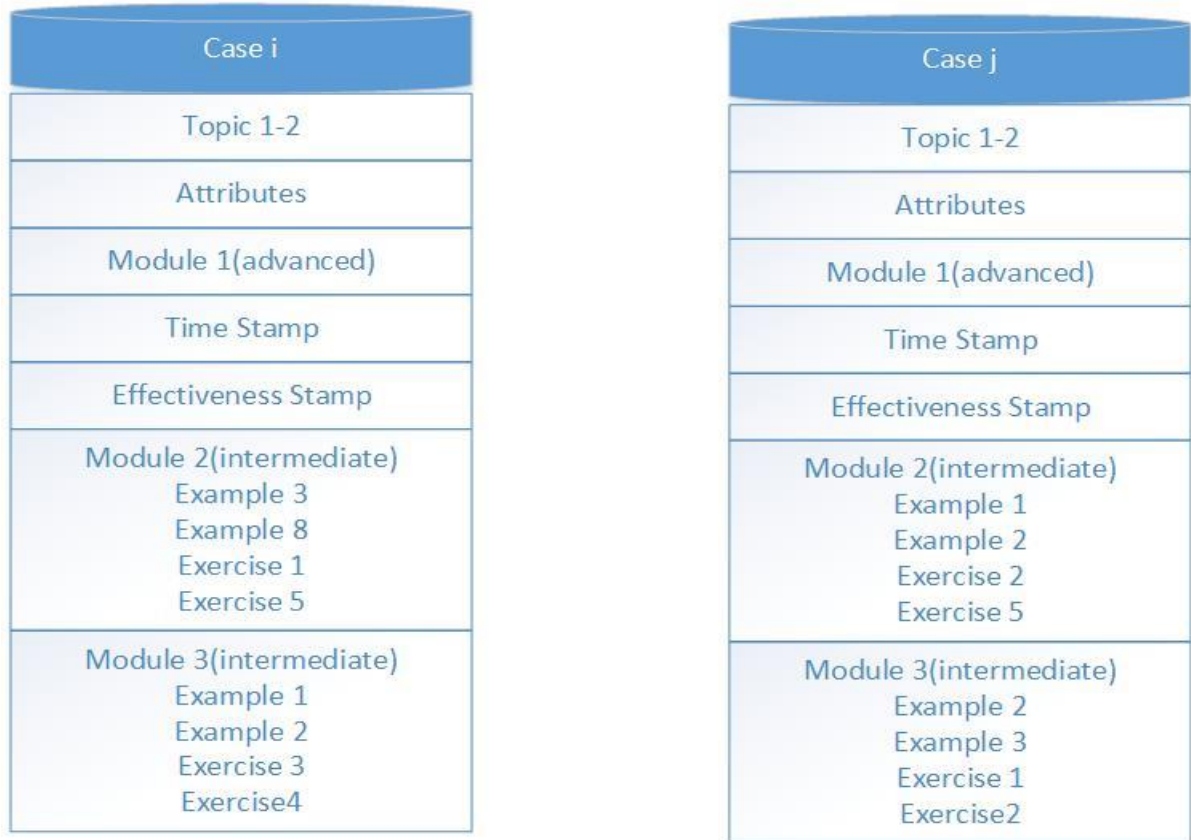 Case i
Topic 1-2
Attributes
Module 1(advanced)
Time Stamp
Effectiveness Stamp
Module 2(intermediate)
Example 3
Example 8
Exercise 1
Exercise 5
Module 3(intermediate)
Example 1
Example 2
Exercise 3
Exercise4
Case j
Topic 1-2
Attributes
Module 1(advanced)
Time Stamp
Effectiveness Stamp
Module 2(intermediate)
Example 1
Example 2
Exercise 2
Exercise 5
Module 3(intermediate)
Example 2
Example 3
Exercise 1
Exercise2